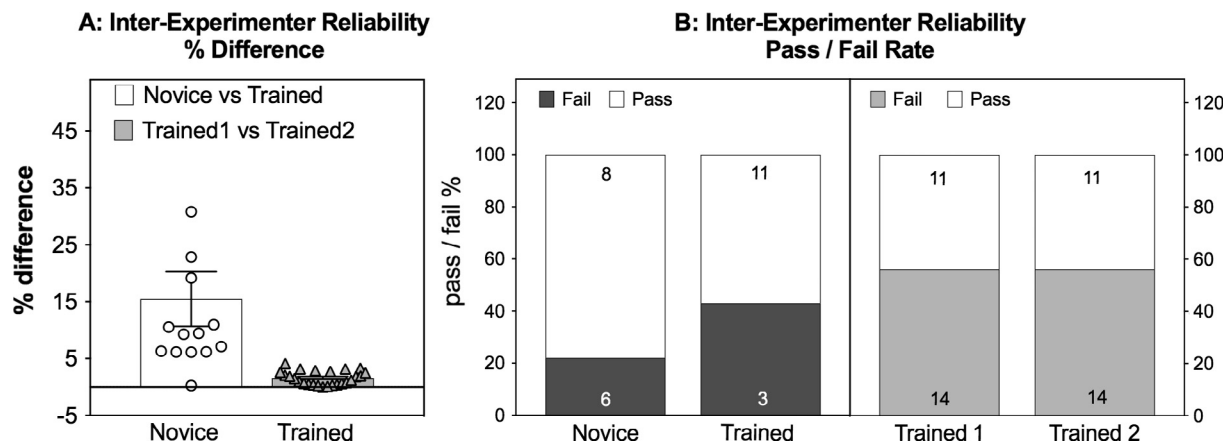 A: Inter-Experimenter Reliability
% Difference
Novice vs Trained
Trained1 vs Trained2
% difference
45
35
25
15
5
-5
Novice Trained
B: Inter-Experimenter Reliability
Pass / Fail Rate
pass / fail %
120
100
80
60
40
20
0
Fail Pass
8 11
6 3
Novice Trained
Fail Pass
11 11
14 14
Trained 1 Trained 2
120
100
80
60
40
20
0